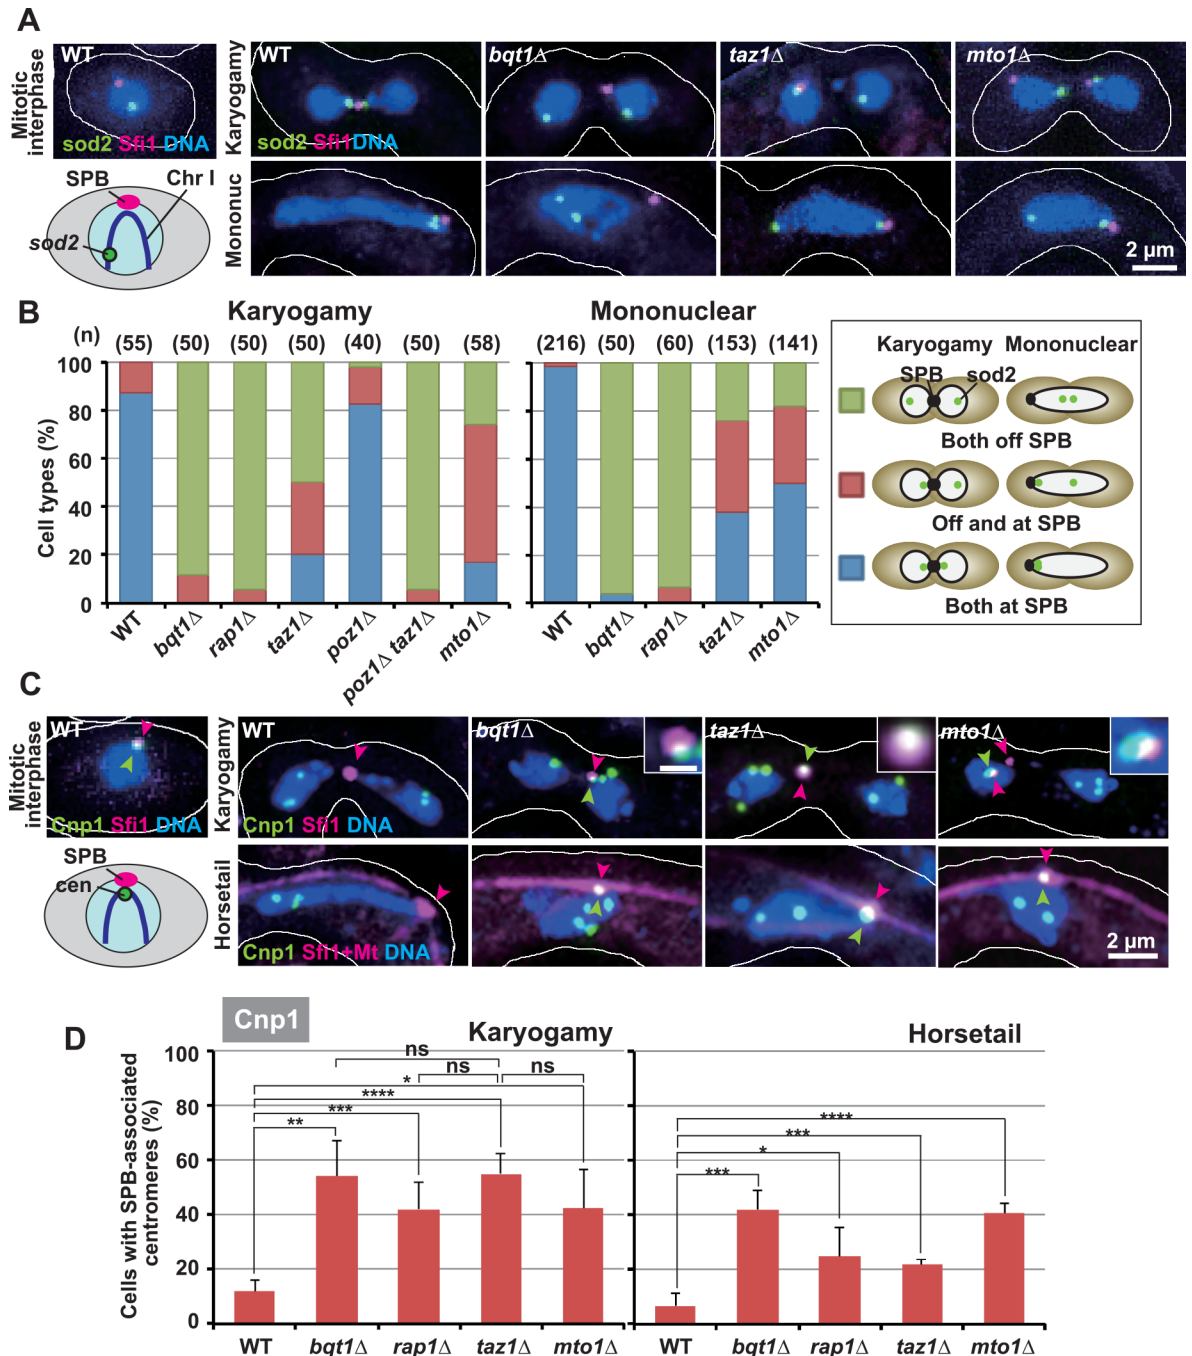 A
Mitotic
interphase
WT
sod2 Sfi1 DNA
Karyogamy
WT
sod2 Sfi1 DNA
bqt1Δ
taz1Δ
mto1Δ
SPB
Chr I
sod2
Mononuc
2 µm
B
Karyogamy
Mononuclear
(n)
(55) (50) (50) (50) (40) (50) (58)
(216) (50) (60) (153) (141)
Cell types (%)
100
80
60
40
20
0
WT
bqt1Δ
rap1Δ
taz1Δ
poz1Δ
poz1Δ taz1Δ
mto1Δ
WT
bqt1Δ
rap1Δ
taz1Δ
mto1Δ
Karyogamy Mononuclear
SPB
sod2
Both off SPB
Off and at SPB
Both at SPB
C
Mitotic
interphase
WT
Cnp1 Sfi1 DNA
Karyogamy
WT
Cnp1 Sfi1 DNA
bqt1Δ
taz1Δ
mto1Δ
SPB
cen
Horsetail
Cnp1 Sfi1+Mt DNA
2 µm
D
Cnp1
Karyogamy
Horsetail
Cells with SPB-associated
centromeres (%)
100
80
60
40
20
0
ns
ns
ns
*
****
***
**
****
***
*
***
WT bqt1Δ rap1Δ taz1Δ mto1Δ
WT bqt1Δ rap1Δ taz1Δ mto1Δ